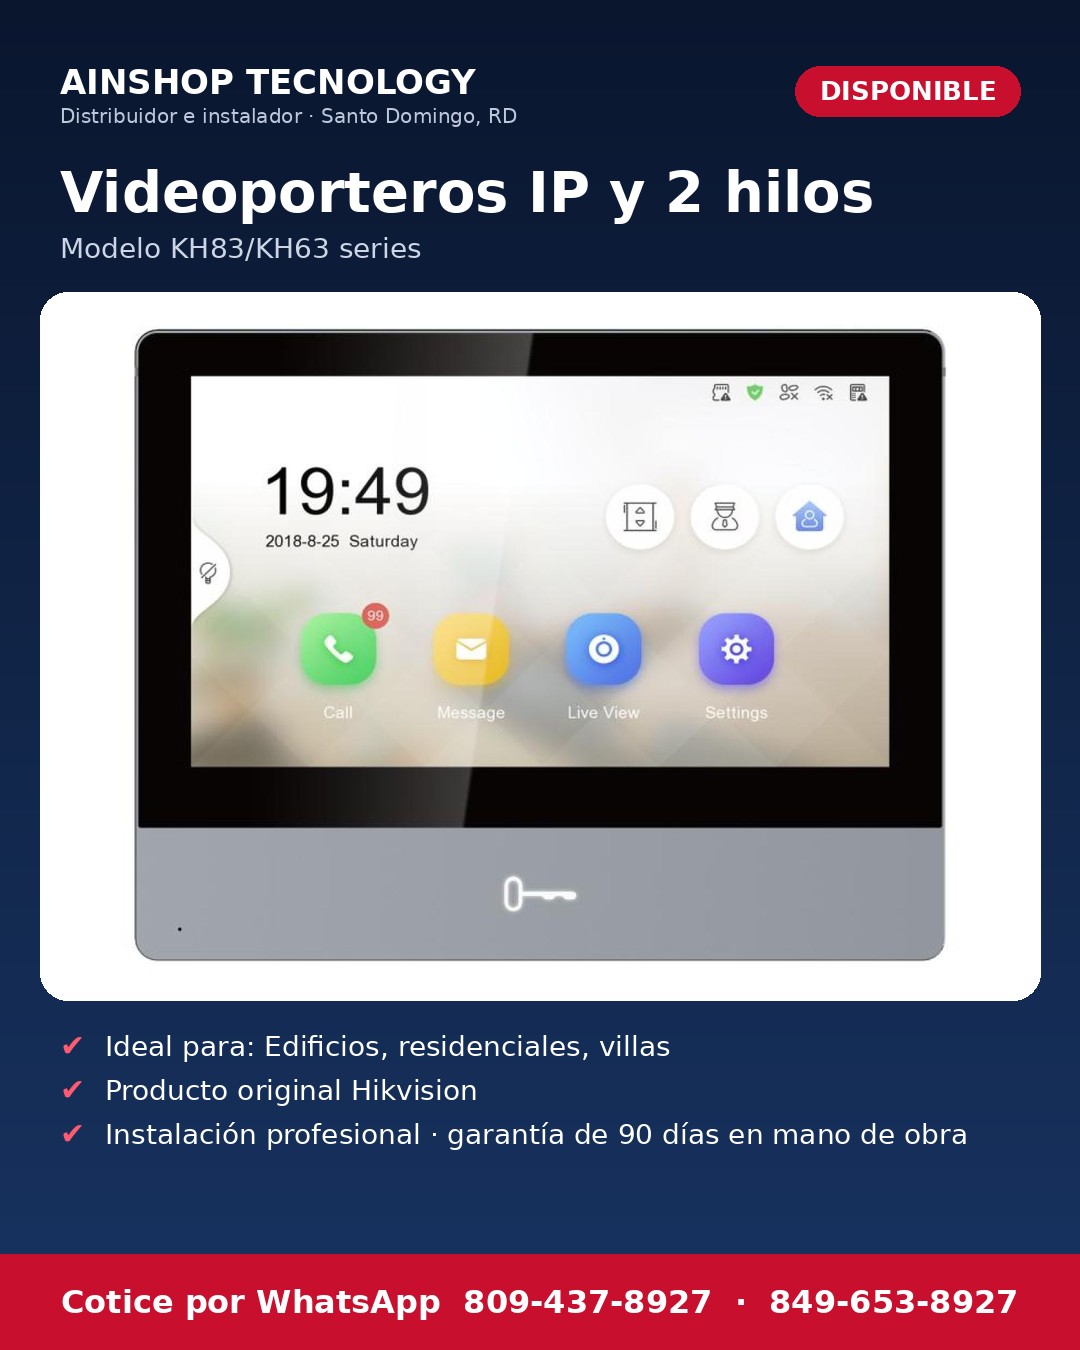 AINSHOP TECNOLOGY
DISPONIBLE
Distribuidor e instalador · Santo Domingo, RD
Videoporteros IP y 2 hilos
Modelo KH83/KH63 series
19:49
2018-8-25 Saturday
99
Call Message Live View Settings
✔ Ideal para: Edificios, residenciales, villas
✔ Producto original Hikvision
✔ Instalación profesional · garantía de 90 días en mano de obra
Cotice por WhatsApp 809-437-8927 · 849-653-8927